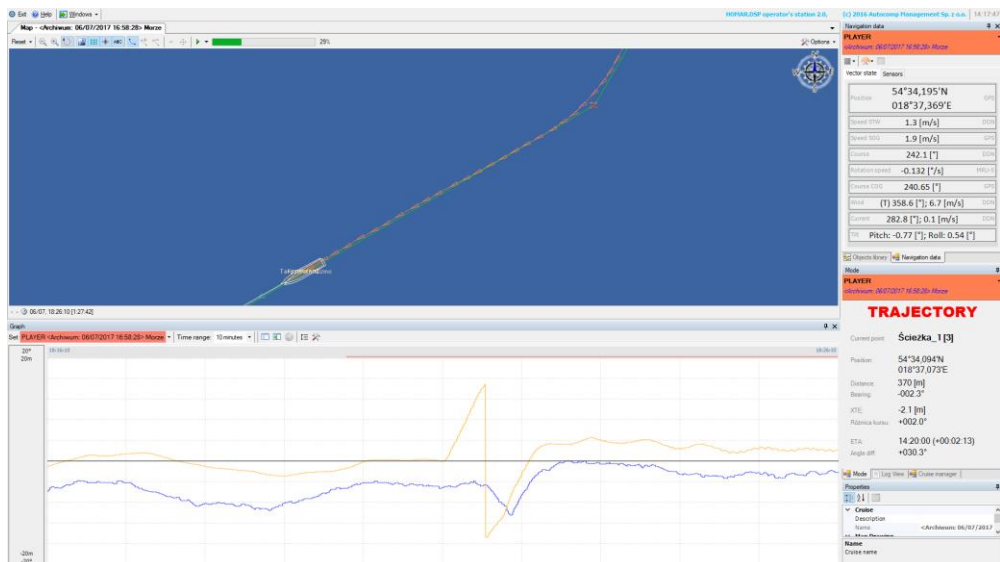 Exit Help Windows
HOMAR.DSP operator's station 2.0, (c) 2016 Autocomp Management Sp. z o.o. 14:17:47
Map - <Archiwum: 06/07/2017 16:58:28> Morze
Reset 29% Options
- - 06/07, 18:26:10 [1:27:42]
Graph
Set PLAYER <Archiwum: 06/07/2017 16:58:28> Morze Time range: 10 minutes
20° 18:16:10
20m
-20m
-20°
Navigation data
PLAYER
<Archiwum: 06/07/2017 16:58:28> Morze
Vector state Sensors
Position 54°34,195'N GPS
018°37,369'E
Speed STW 1.3 [m/s]
Speed SOG 1.9 [m/s] GPS
Course 242.1 [°]
Rotation speed -0.132 [°/s]
Course COG 240.65 [°] GPS
Wind (T) 358.6 [°]; 6.7 [m/s]
Current 282.8 [°]; 0.1 [m/s]
Tilt Pitch: -0.77 [°]; Roll: 0.54 [°]
Objects library Navigation data
Mode
PLAYER
<Archiwum: 06/07/2017 16:58:28> Morze
TRAJECTORY
Current point: Ścieżka_1 [3]
Position: 54°34,094'N
018°37,073'E
Distance: 370 [m]
Bearing: -002.3°
XTE: -2.1 [m]
Różnica kursu: +002.0°
ETA: 14:20:00 (+00:02:13)
Angle diff: +030.3°
Mode Log View Cruise manager
Properties
Cruise
Description
Name <Archiwum: 06/07/2017
Map Drawing
Name
Cruise name